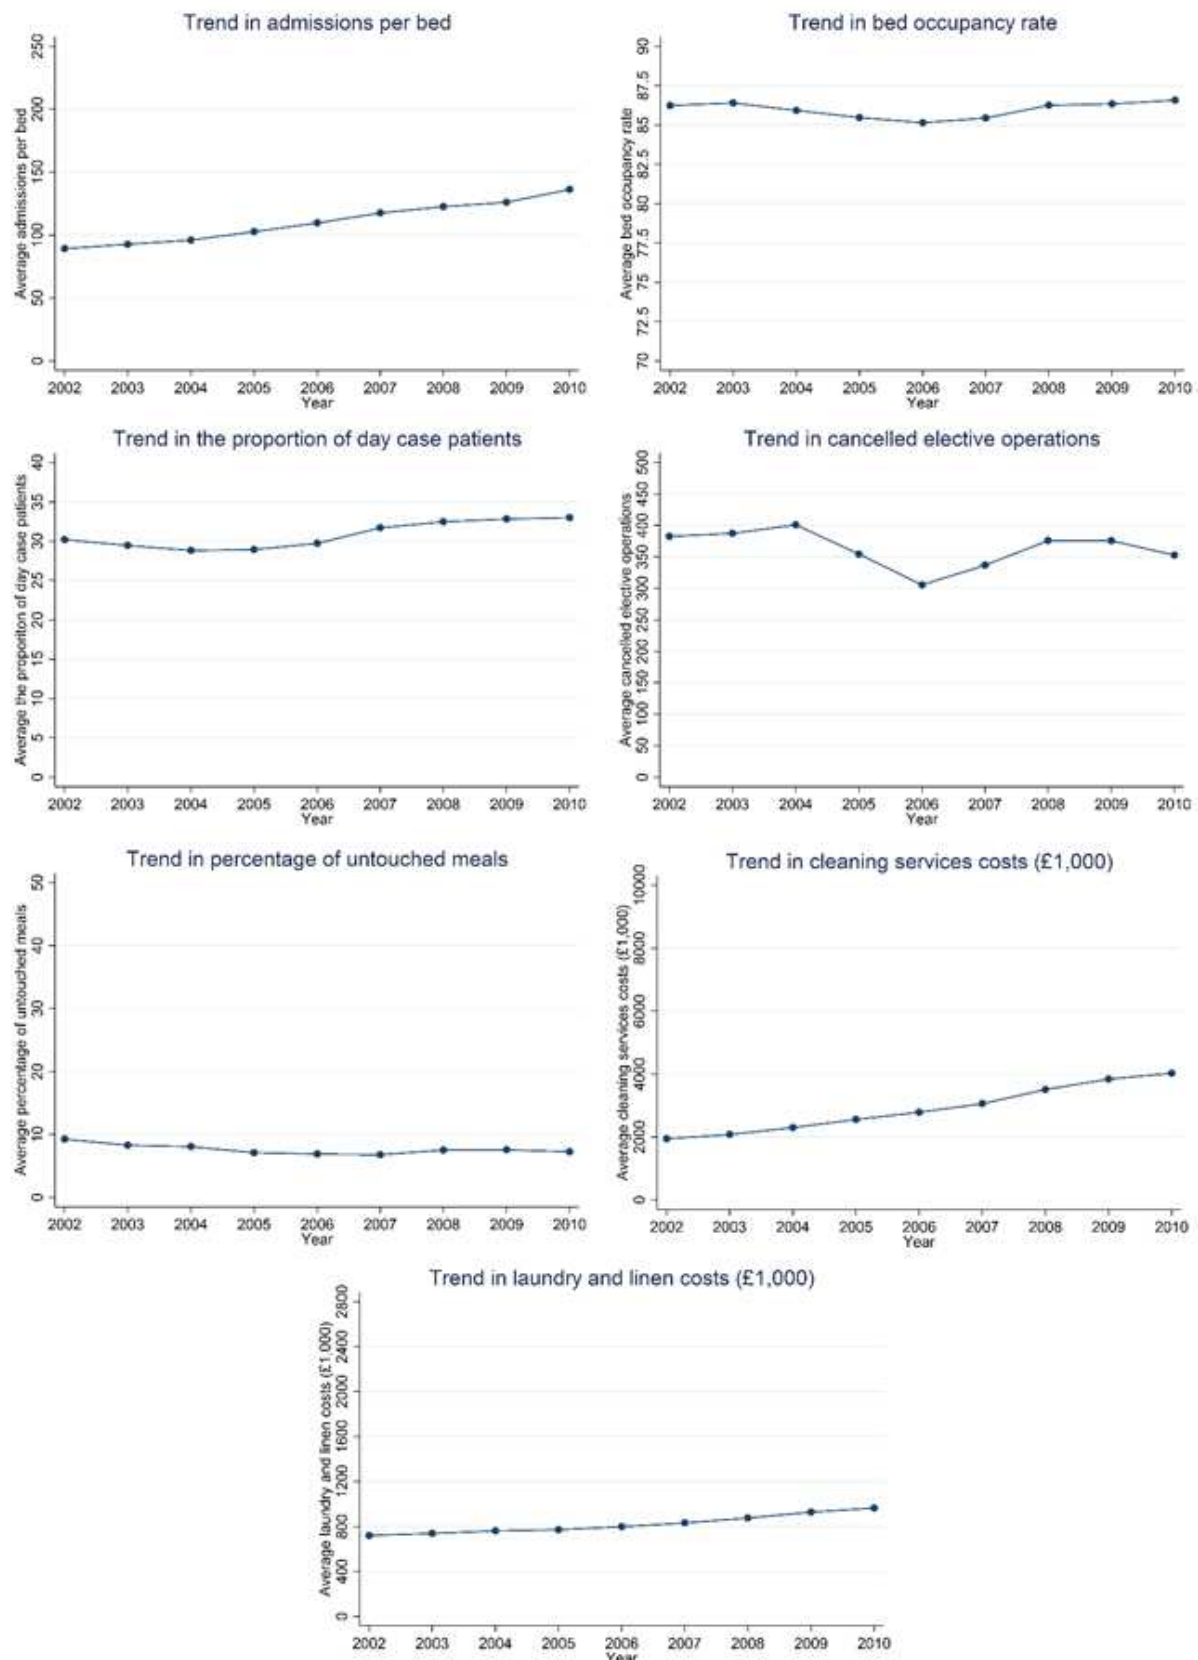 Trend in admissions per bed
Average admissions per bed
250
200
150
100
50
0
2002 2003 2004 2005 2006 2007 2008 2009 2010
Year
Trend in bed occupancy rate
Average bed occupancy rate
90
87.5
85
82.5
80
77.5
75
72.5
70
2002 2003 2004 2005 2006 2007 2008 2009 2010
Year
Trend in the proportion of day case patients
Average the proporiton of day case patients
40
35
30
25
20
15
10
5
0
2002 2003 2004 2005 2006 2007 2008 2009 2010
Year
Trend in cancelled elective operations
Average cancelled elective operations
500
450
400
350
300
250
200
150
100
50
0
2002 2003 2004 2005 2006 2007 2008 2009 2010
Year
Trend in percentage of untouched meals
Average percentage of untouched meals
50
40
30
20
10
0
2002 2003 2004 2005 2006 2007 2008 2009 2010
Year
Trend in cleaning services costs (£1,000)
Average cleaning services costs (£1,000)
10000
8000
6000
4000
2000
0
2002 2003 2004 2005 2006 2007 2008 2009 2010
Year
Trend in laundry and linen costs (£1,000)
Average laundry and linen costs (£1,000)
2800
2400
2000
1600
1200
800
400
0
2002 2003 2004 2005 2006 2007 2008 2009 2010
Year